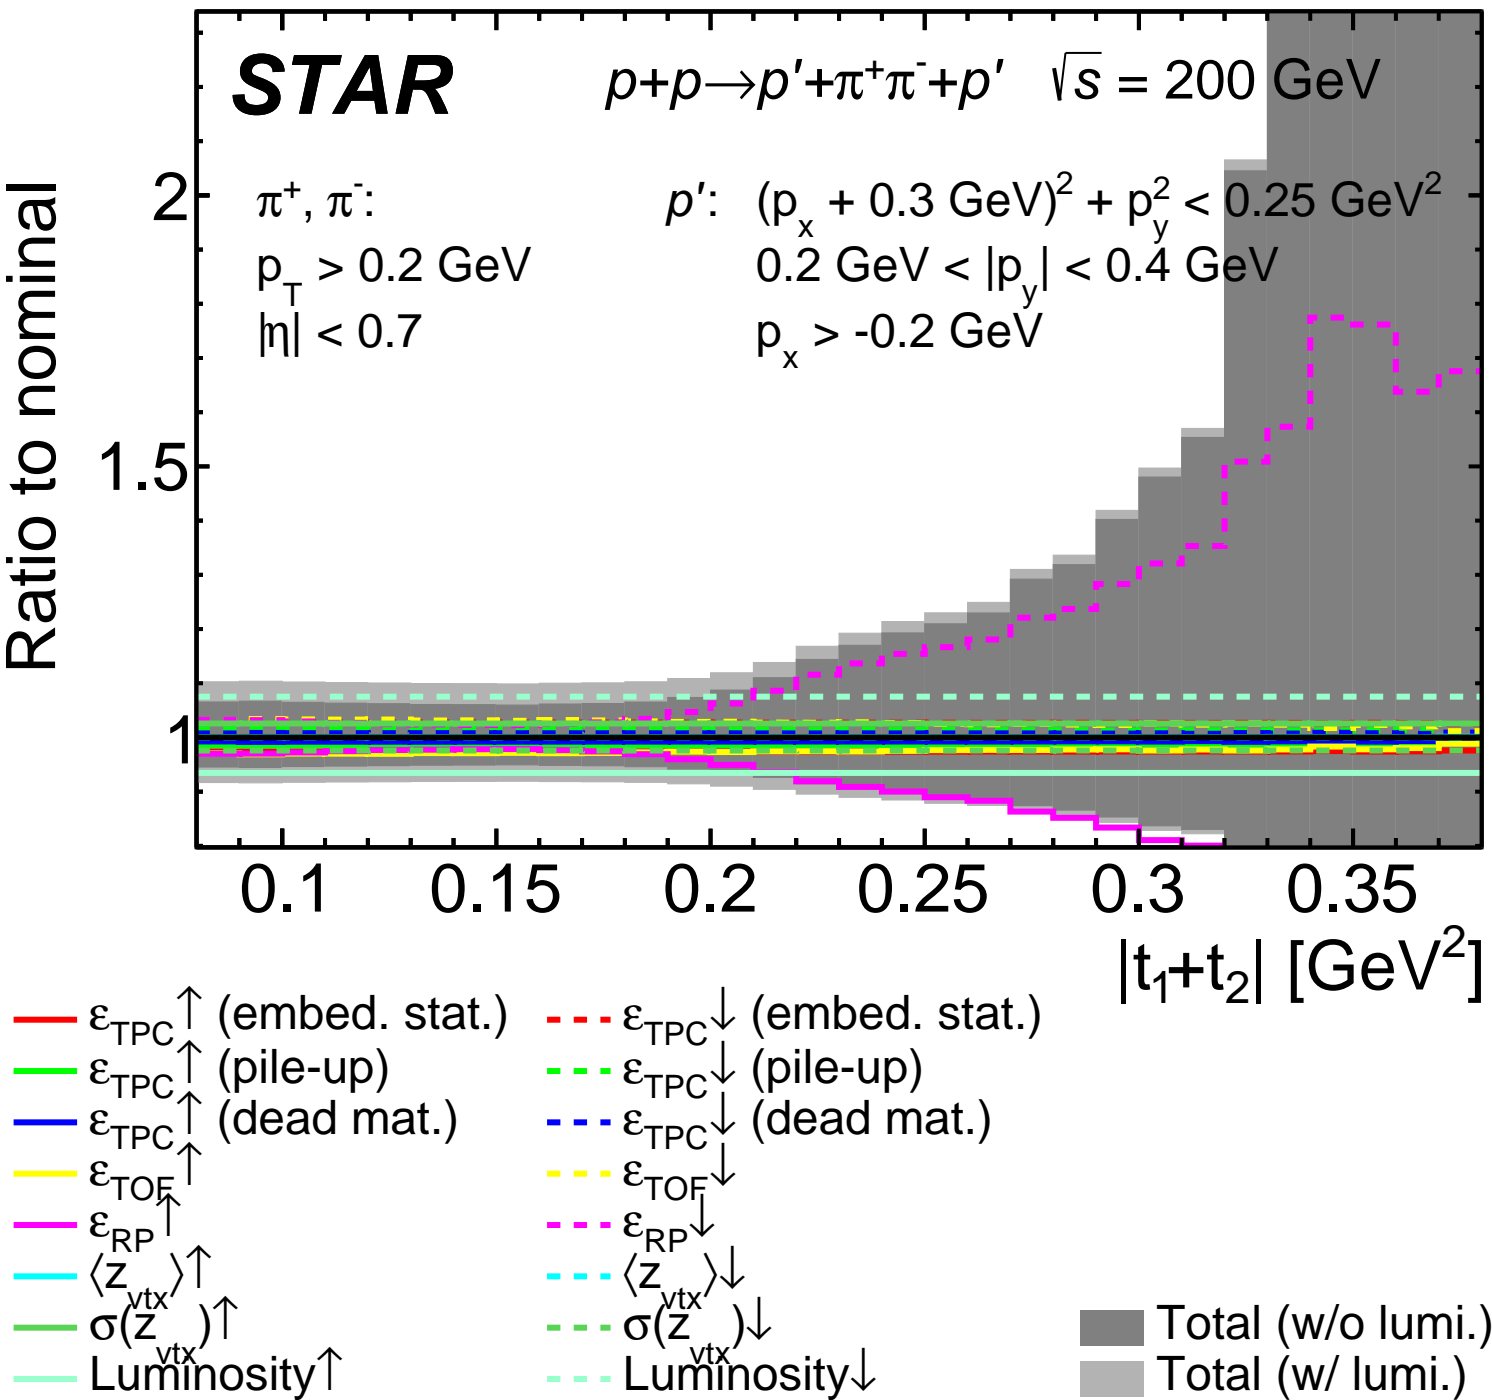 STAR p+p→p′+π⁺π⁻+p′ √s = 200 GeV
π⁺, π⁻: p′: (pₓ + 0.3 GeV)² + p_y² < 0.25 GeV²
p_T > 0.2 GeV 0.2 GeV < |p_y| < 0.4 GeV
|η| < 0.7 pₓ > -0.2 GeV
Ratio to nominal
2
1.5
1
0.1 0.15 0.2 0.25 0.3 0.35
|t₁+t₂| [GeV²]
ε_TPC↑ (embed. stat.) ε_TPC↓ (embed. stat.)
ε_TPC↑ (pile-up) ε_TPC↓ (pile-up)
ε_TPC↑ (dead mat.) ε_TPC↓ (dead mat.)
ε_TOF↑ ε_TOF↓
ε_RP↑ ε_RP↓
⟨z_vtx⟩↑ ⟨z_vtx⟩↓
σ(z_vtx)↑ σ(z_vtx)↓ Total (w/o lumi.)
Luminosity↑ Luminosity↓ Total (w/ lumi.)